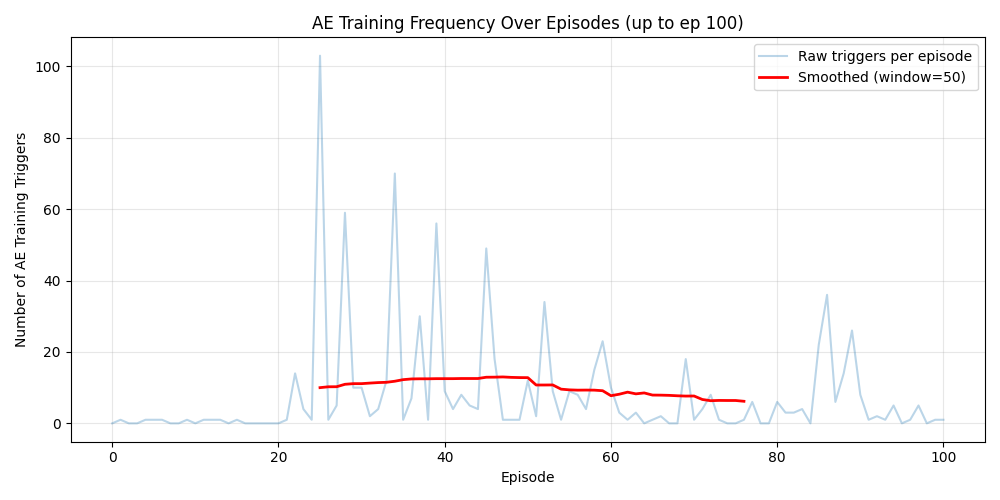 AE Training Frequency Over Episodes (up to ep 100)
Raw triggers per episode
Smoothed (window=50)
Number of AE Training Triggers
100
80
60
40
20
0
0 20 40 60 80 100
Episode